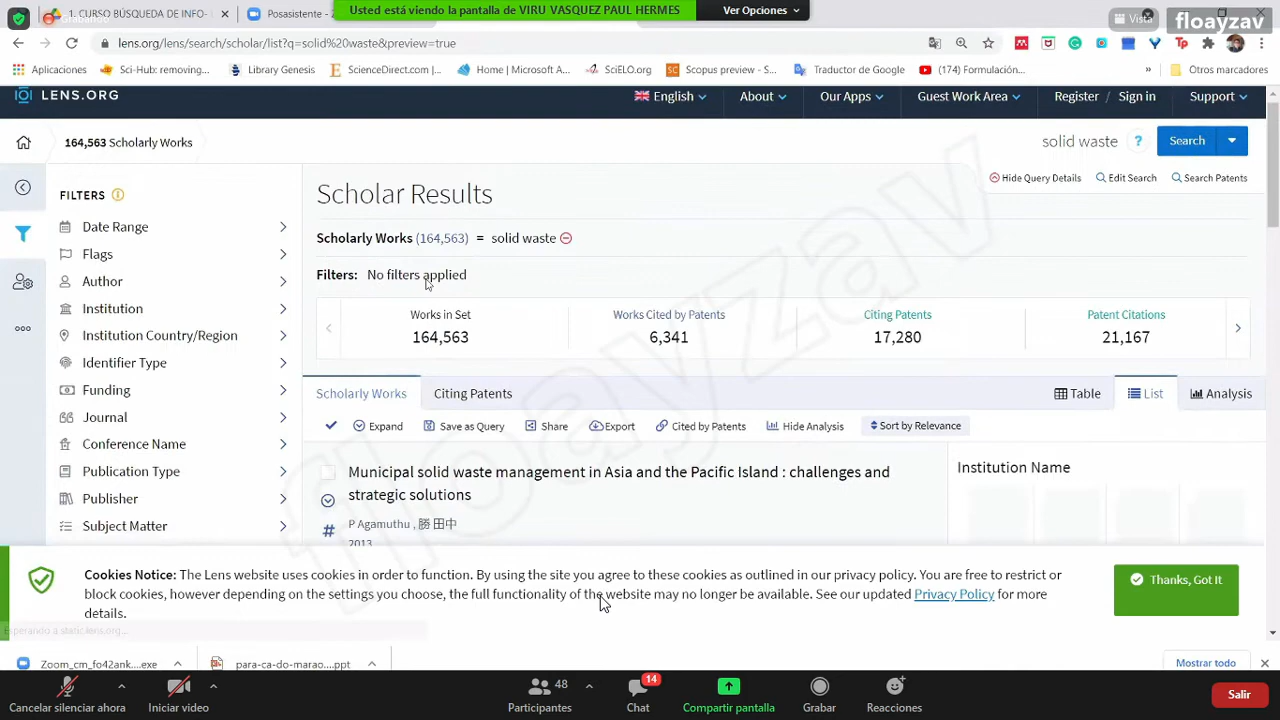 Usted está viendo la pantalla de VIRU VASQUEZ PAUL HERMES
Ver Opciones
Grabando
1. CURSO BÚSQUEDA DE INFO-
Posasistente -
Vista
floayzav
lens.org/lens/search/scholar/list?q=solid%20waste&preview=true
Aplicaciones
Sci-Hub: removing...
Library Genesis
ScienceDirect.com |...
Home | Microsoft A...
SciELO.org
Scopus preview - S...
Traductor de Google
(174) Formulación...
»
Otros marcadores
LENS.ORG
English
About
Our Apps
Guest Work Area
Register / Sign in
Support
164,563 Scholarly Works
solid waste
?
Search
Hide Query Details
Edit Search
Search Patents
FILTERS
Date Range
Flags
Author
Institution
Institution Country/Region
Identifier Type
Funding
Journal
Conference Name
Publication Type
Publisher
Subject Matter
Scholar Results
Scholarly Works (164,563) = solid waste
Filters: No filters applied
Works in Set
164,563
Works Cited by Patents
6,341
Citing Patents
17,280
Patent Citations
21,167
Scholarly Works
Citing Patents
Table
List
Analysis
Expand
Save as Query
Share
Export
Cited by Patents
Hide Analysis
Sort by Relevance
Municipal solid waste management in Asia and the Pacific Island : challenges and
strategic solutions
P Agamuthu , 勝 田中
2013
Institution Name
Cookies Notice: The Lens website uses cookies in order to function. By using the site you agree to these cookies as outlined in our privacy policy. You are free to restrict or
block cookies, however depending on the settings you choose, the full functionality of the website may no longer be available. See our updated Privacy Policy for more
details.
Thanks, Got It
Esperando a static.lens.org...
floayzav
Zoom_cm_fo42ank....exe
para-ca-do-marao....ppt
Mostrar todo
Cancelar silenciar ahora
Iniciar video
48
Participantes
14
Chat
Compartir pantalla
Grabar
Reacciones
Salir